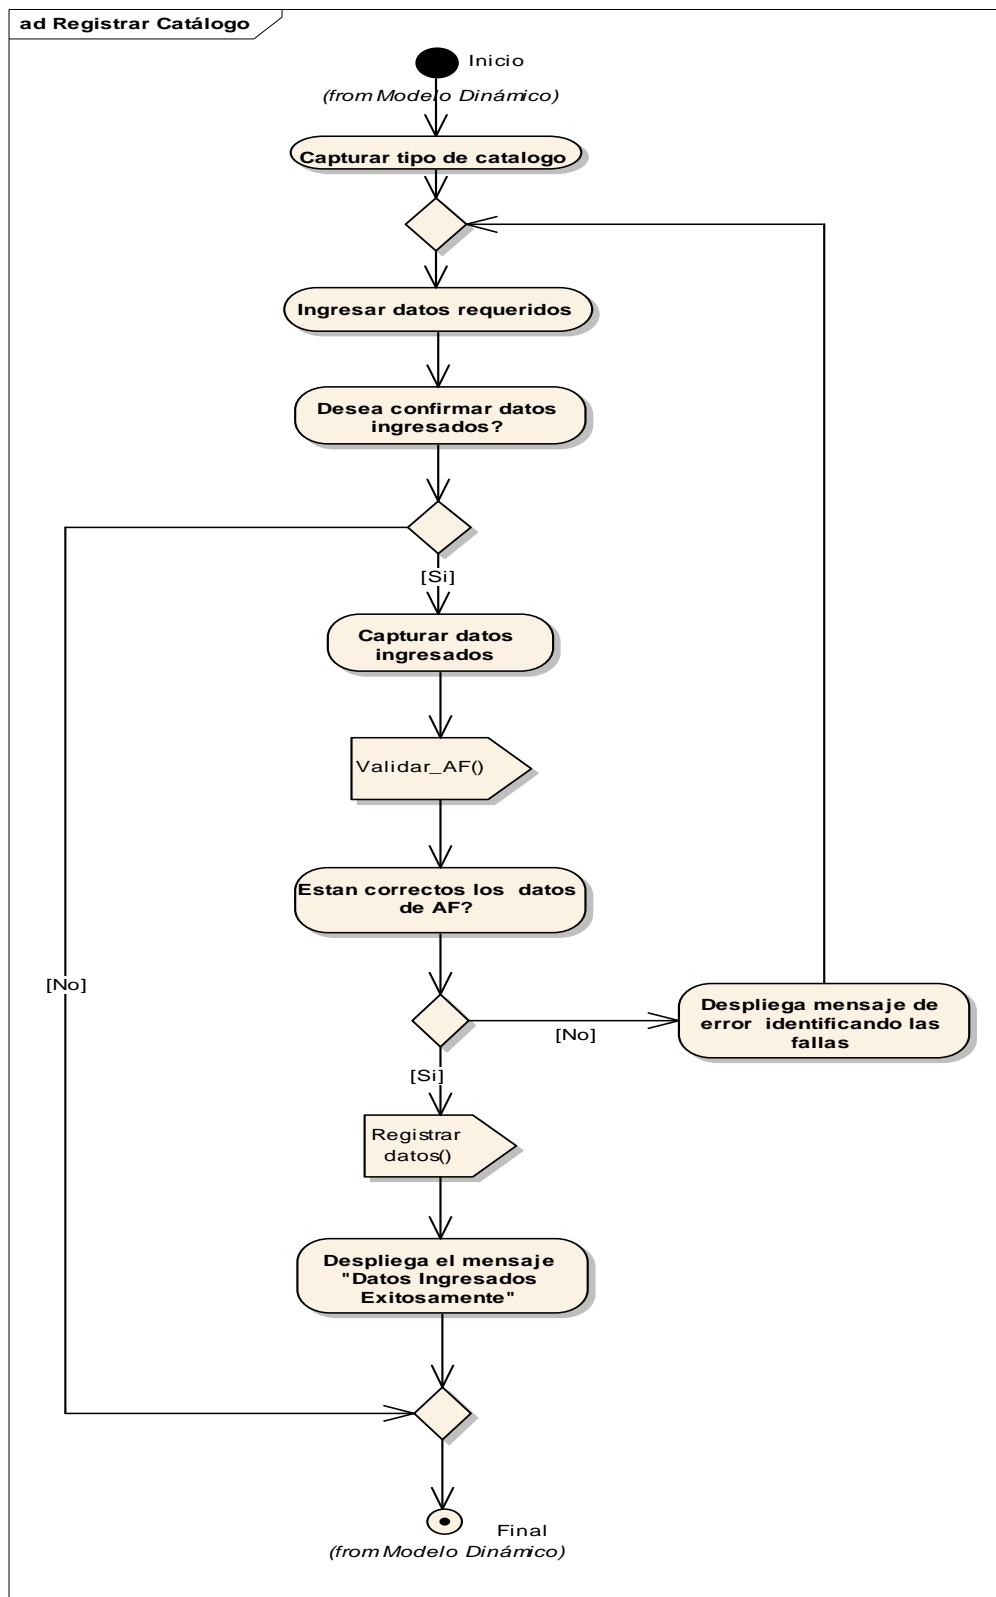 ad Registrar Catálogo
Inicio
(from Modelo Dinámico)
Capturar tipo de catalogo
Ingresar datos requeridos
Desea confirmar datos
ingresados?
[Si]
Capturar datos
ingresados
Validar_AF()
Estan correctos los datos
de AF?
[No]
Despliega mensaje de
error identificando las
fallas
[No]
[Si]
Registrar
datos()
Despliega el mensaje
"Datos Ingresados
Exitosamente"
Final
(from Modelo Dinámico)